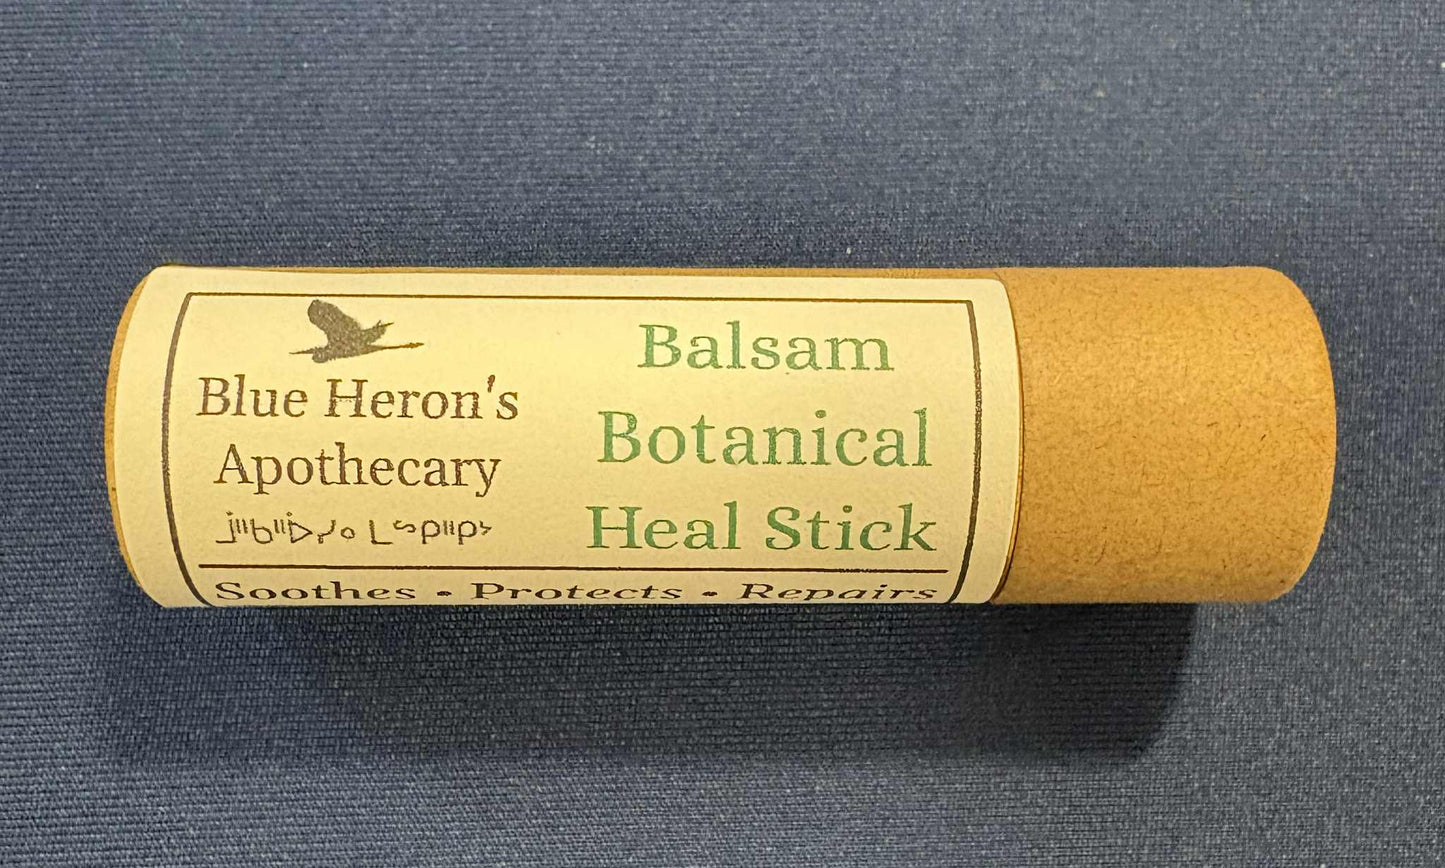 Blue Heron's
Apothecary
Balsam
Botanical
Heal Stick
Soothes • Protects • Repairs